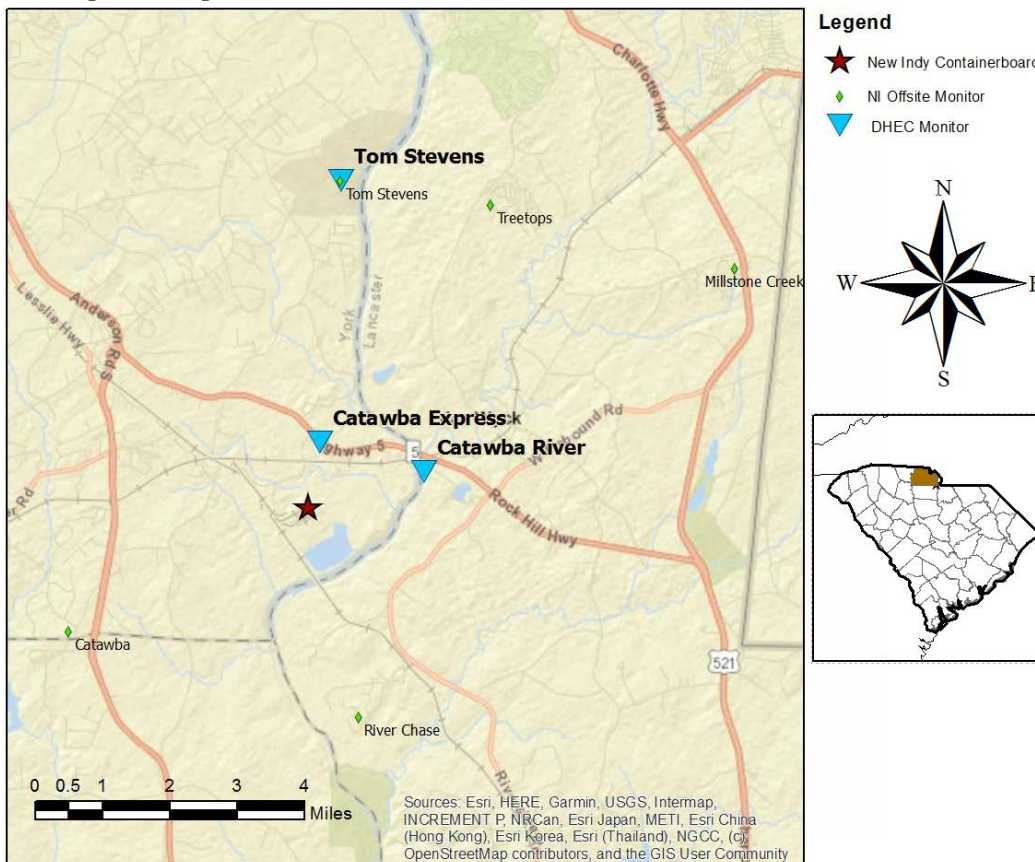 Legend
New Indy Containerboard
NI Offsite Monitor
DHEC Monitor
N
W
E
S
Charlotte Hwy
Tom Stevens
Tom Stevens
Treetops
Millstone Creek
York
Lancaster
Lesslie Hwy
Anderson Rd S
Catawba Express
5
Catawba River
Rock Hill Hwy
Catawba
521
River Chase
0 0.5 1 2 3 4
Miles
Sources: Esri, HERE, Garmin, USGS, Intermap,
INCREMENT P, NRCan, Esri Japan, METI, Esri China
(Hong Kong), Esri Korea, Esri (Thailand), NGCC, (c)
OpenStreetMap contributors, and the GIS User Community